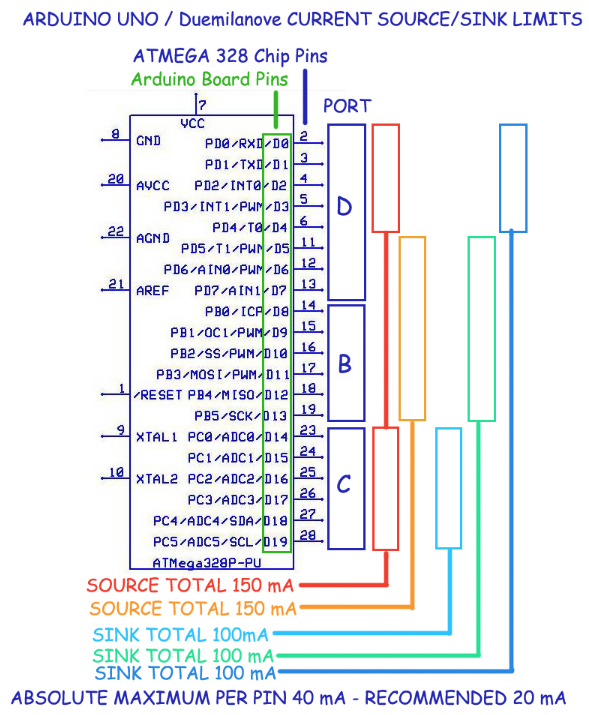 ARDUINO UNO / Duemilanove CURRENT SOURCE/SINK LIMITS
ATMEGA 328 Chip Pins
Arduino Board Pins
PORT
7
VCC
8 GND PD0/RXD/D0 2
PD1/TXD/D1 3
20 AVCC PD2/INT0/D2 4
PD3/INT1/PWM/D3 5
PD4/T0/D4 6
D
22 AGND PD5/T1/PWM/D5 11
PD6/AIN0/PWM/D6 12
21 AREF PD7/AIN1/D7 13
PB0/ICP/D8 14
PB1/OC1/PWM/D9 15
PB2/SS/PWM/D10 16
B
PB3/MOSI/PWM/D11 17
1 /RESET PB4/MISO/D12 18
PB5/SCK/D13 19
9 XTAL1 PC0/ADC0/D14 23
PC1/ADC1/D15 24
10 XTAL2 PC2/ADC2/D16 25
C
PC3/ADC3/D17 26
PC4/ADC4/SDA/D18 27
PC5/ADC5/SCL/D19 28
ATMega328P-PU
SOURCE TOTAL 150 mA
SOURCE TOTAL 150 mA
SINK TOTAL 100mA
SINK TOTAL 100 mA
SINK TOTAL 100 mA
ABSOLUTE MAXIMUM PER PIN 40 mA - RECOMMENDED 20 mA